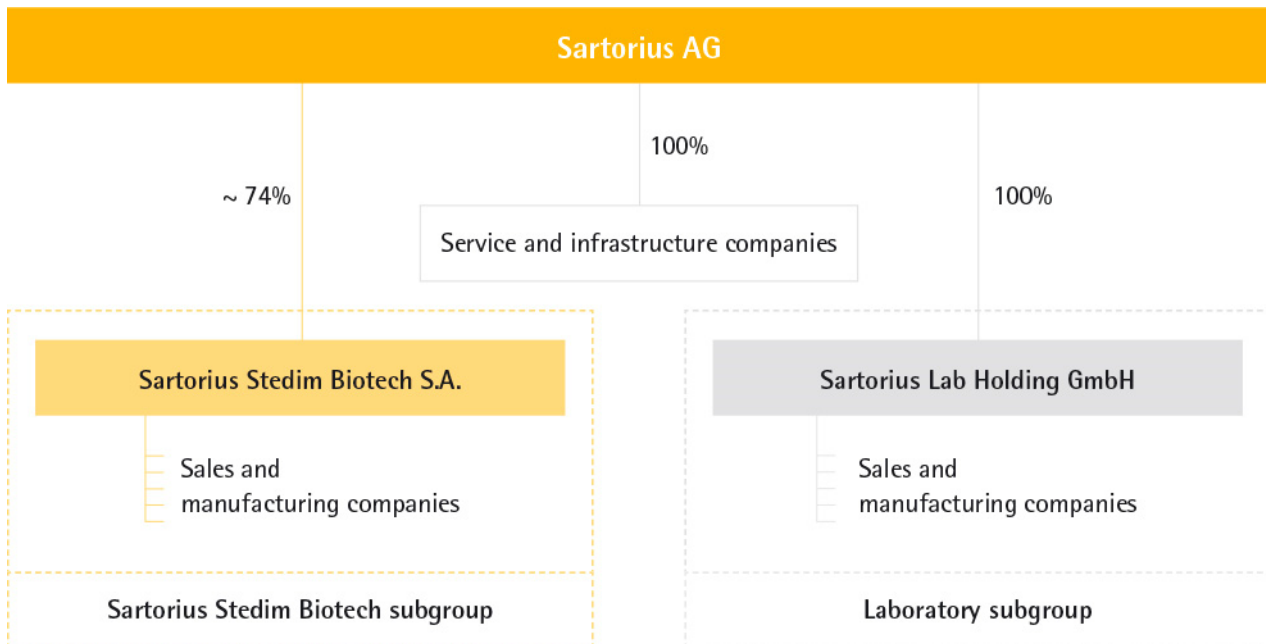 Sartorius AG
100%
~ 74%
100%
Service and infrastructure companies
Sartorius Stedim Biotech S.A.
Sales and
manufacturing companies
Sartorius Stedim Biotech subgroup
Sartorius Lab Holding GmbH
Sales and
manufacturing companies
Laboratory subgroup